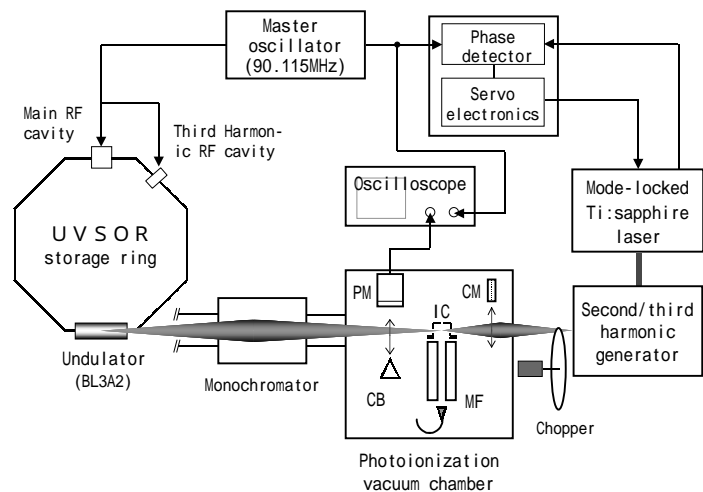 Master
oscillator
(90.115MHz)
Phase
detector
Servo
electronics
Main RF
cavity
Third Harmon-
ic RF cavity
Oscilloscope
Mode-locked
Ti:sapphire
laser
UVSOR
storage ring
PM
CM
IC
Second/third
harmonic
generator
Undulator
(BL3A2)
Monochromator
CB
MF
Chopper
Photoionization
vacuum chamber